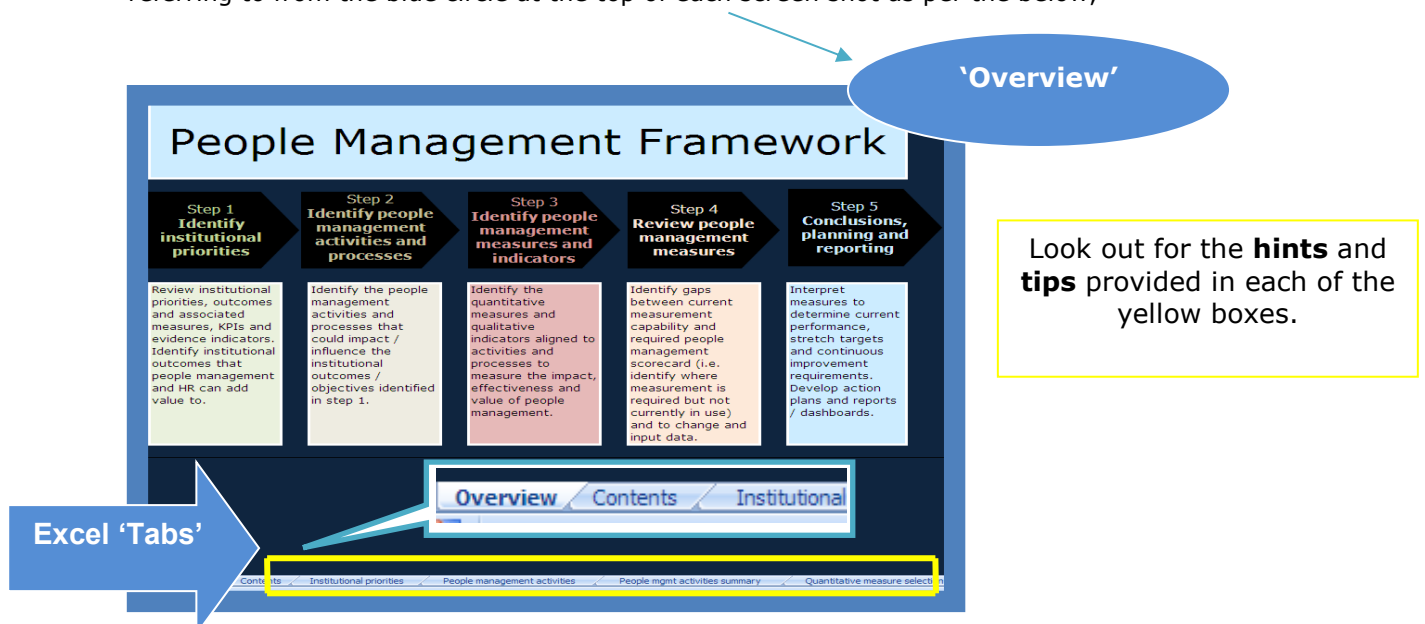 referring to from the blue circle at the top of each screen shot as per the below)
‘Overview’
People Management Framework
Step 1
Identify
institutional
priorities
Step 2
Identify people
management
activities and
processes
Step 3
Identify people
management
measures and
indicators
Step 4
Review people
management
measures
Step 5
Conclusions,
planning and
reporting
Review institutional
priorities, outcomes
and associated
measures, KPIs and
evidence indicators.
Identify institutional
outcomes that
people management
and HR can add
value to.
Identify the people
management
activities and
processes that
could impact /
influence the
institutional
outcomes /
objectives identified
in step 1.
Identify the
quantitative
measures and
qualitative
indicators aligned to
activities and
processes to
measure the impact,
effectiveness and
value of people
management.
Identify gaps
between current
measurement
capability and
required people
management
scorecard (i.e.
identify where
measurement is
required but not
currently in use)
and to change and
input data.
Interpret
measures to
determine current
performance,
stretch targets
and continuous
improvement
requirements.
Develop action
plans and reports
/ dashboards.
Look out for the hints and
tips provided in each of the
yellow boxes.
Overview Contents Institutional
Excel ‘Tabs’
Contents Institutional priorities People management activities People mgmt activities summary Quantitative measure selection